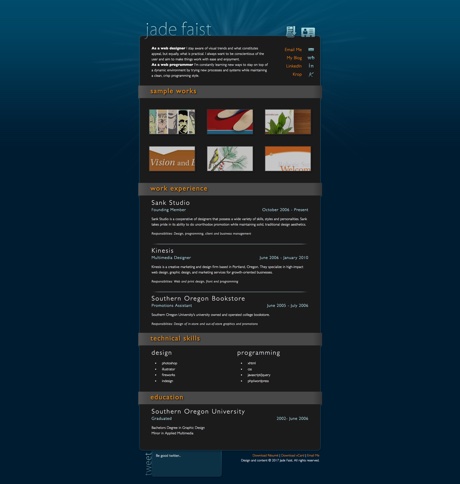 jade faist
As a web designer I stay aware of visual trends and what constitutes
appeal, but equally, what is practical. I always want to be conscientious of
the user and aim to make things work with ease and enjoyment.
As a web programmer I'm constantly learning new ways to stay on top of
a dynamic environment by trying new processes and systems while maintaining
a clean, crisp programming style.
Email Me
My Blog
LinkedIn
Krop
sample works
Vision and
Welcome
work experience
Sank Studio
Founding Member
October 2006 - Present
Sank Studio is a cooperative of designers that possess a wide variety of skills, styles and personalities. Sank
takes pride in its ability to do unorthodox promotion while maintaining solid, traditional design aesthetics.
Responsibilities: Design, programming, client and business management.
Kinesis
Multimedia Designer
June 2006 - January 2010
Kinesis is a creative marketing and design firm based in Portland, Oregon. They specialize in high-impact
web design, graphic design, and marketing services for growth-oriented businesses.
Responsibilities: Web and print design, front end programming
Southern Oregon Bookstore
Promotions Assistant
June 2005 - July 2006
Southern Oregon University's university owned and operated college bookstore.
Responsibilities: Design of in-store and out-of-store graphics and promotions.
technical skills
design
photoshop
illustrator
fireworks
indesign
programming
xhtml
css
javascript/jquery
php/wordpress
education
Southern Oregon University
Graduated
2002 - June 2006
Bachelors Degree in Graphic Design
Minor in Applied Multimedia
tweet
Be good twitter..
Download Résumé | Download vCard | Email Me
Design and content © 2017 Jade Faist. All rights reserved.